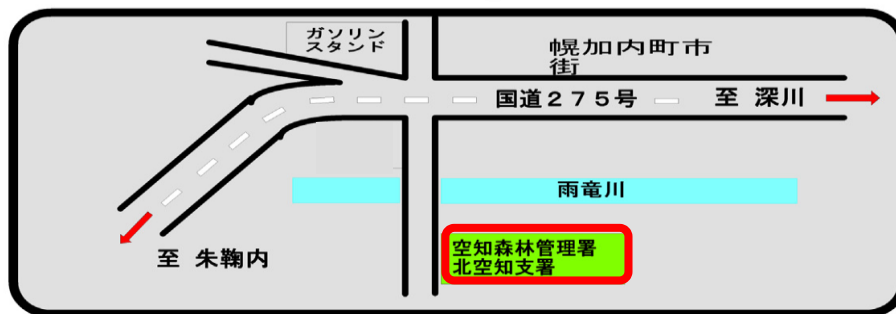 ガソリン
スタンド
幌加内町市
街
国道２７５号
至 深川
雨竜川
空知森林管理署
北空知支署
至 朱鞠内